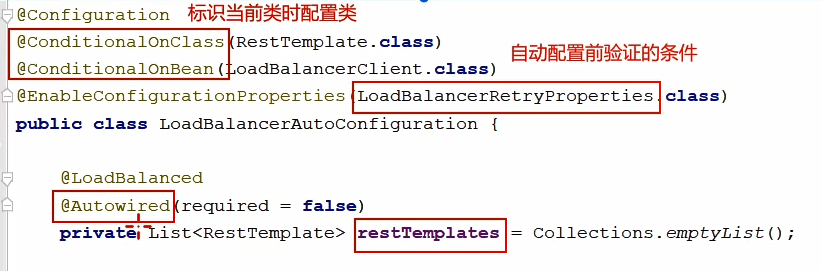 @Configuration 标识当前类时配置类
@ConditionalOnClass(RestTemplate.class)
@ConditionalOnBean(LoadBalancerClient.class) 自动配置前验证的条件
@EnableConfigurationProperties(LoadBalancerRetryProperties.class)
public class LoadBalancerAutoConfiguration {
@LoadBalanced
@Autowired(required = false)
private List<RestTemplate> restTemplates = Collections.emptyList();